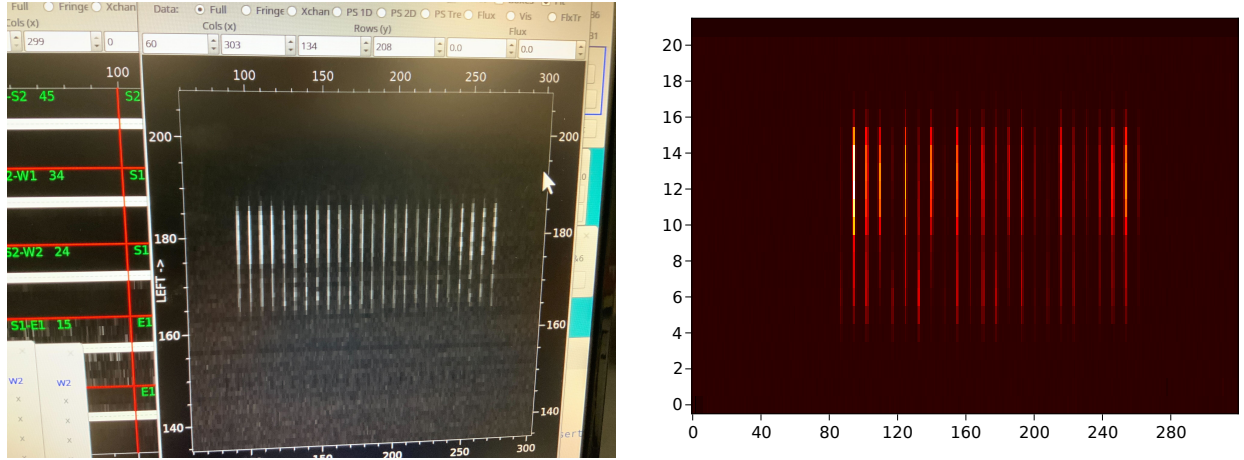 Data: Full Fringe Xchan PS 1D PS 2D PS Tre Flux Vis FlxTr
Cols (x) Cols (x) Rows (y) Flux
299 0 60 303 134 208 0.0 0.0
100
-S2 45 S2
2-W1 34 S1
S2-W2 24 S1
S1-E1 15 E1
E1
W2 W2
x x
x x
x x
x x
100 150 200 250 300
200 200
180 180
160 160
140 140
LEFT ->
200 250 300
20
18
16
14
12
10
8
6
4
2
0
0 40 80 120 160 200 240 280